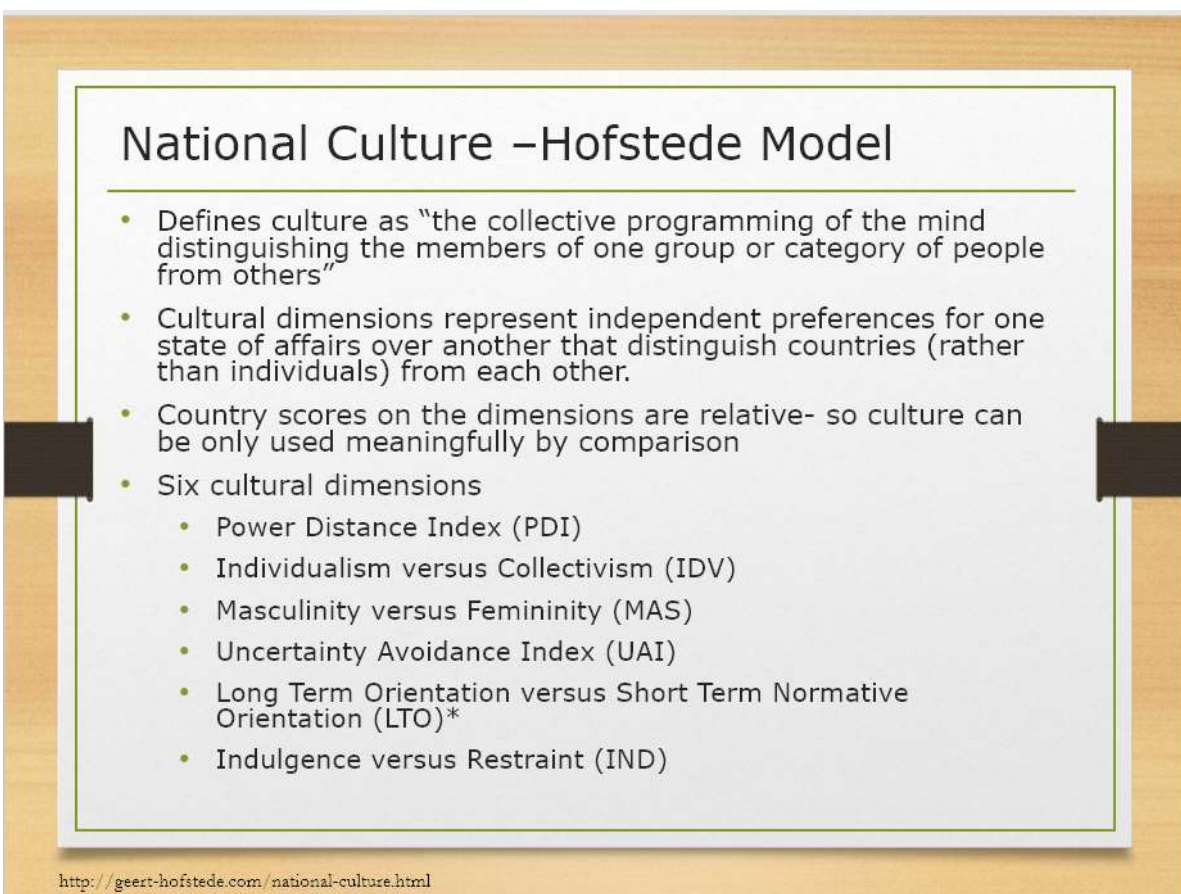 National Culture –Hofstede Model
• Defines culture as “the collective programming of the mind
distinguishing the members of one group or category of people
from others”
• Cultural dimensions represent independent preferences for one
state of affairs over another that distinguish countries (rather
than individuals) from each other.
• Country scores on the dimensions are relative- so culture can
be only used meaningfully by comparison
• Six cultural dimensions
• Power Distance Index (PDI)
• Individualism versus Collectivism (IDV)
• Masculinity versus Femininity (MAS)
• Uncertainty Avoidance Index (UAI)
• Long Term Orientation versus Short Term Normative
Orientation (LTO)*
• Indulgence versus Restraint (IND)
http://geert-hofstede.com/national-culture.html